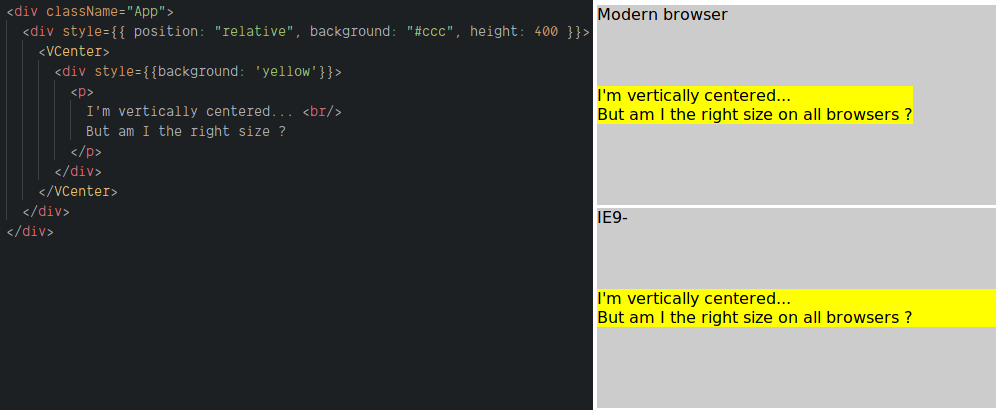 <div className="App">
<div style={{ position: "relative", background: "#ccc", height: 400 }}>
<VCenter>
<div style={{background: 'yellow'}}>
<p>
I'm vertically centered... <br/>
But am I the right size ?
</p>
</div>
</VCenter>
</div>
</div>
Modern browser
I'm vertically centered...
But am I the right size on all browsers ?
IE9-
I'm vertically centered...
But am I the right size on all browsers ?